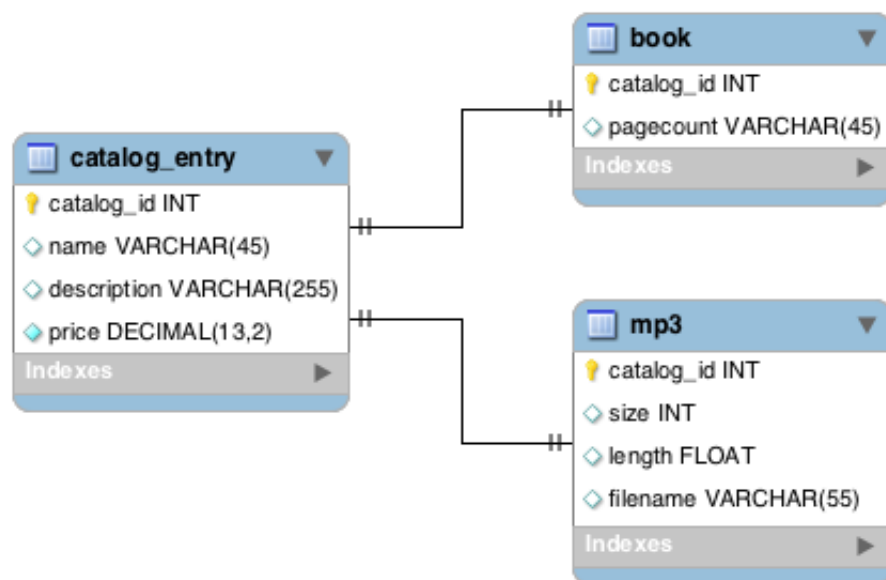 catalog_entry
catalog_id INT
name VARCHAR(45)
description VARCHAR(255)
price DECIMAL(13,2)
Indexes
book
catalog_id INT
pagecount VARCHAR(45)
Indexes
mp3
catalog_id INT
size INT
length FLOAT
filename VARCHAR(55)
Indexes